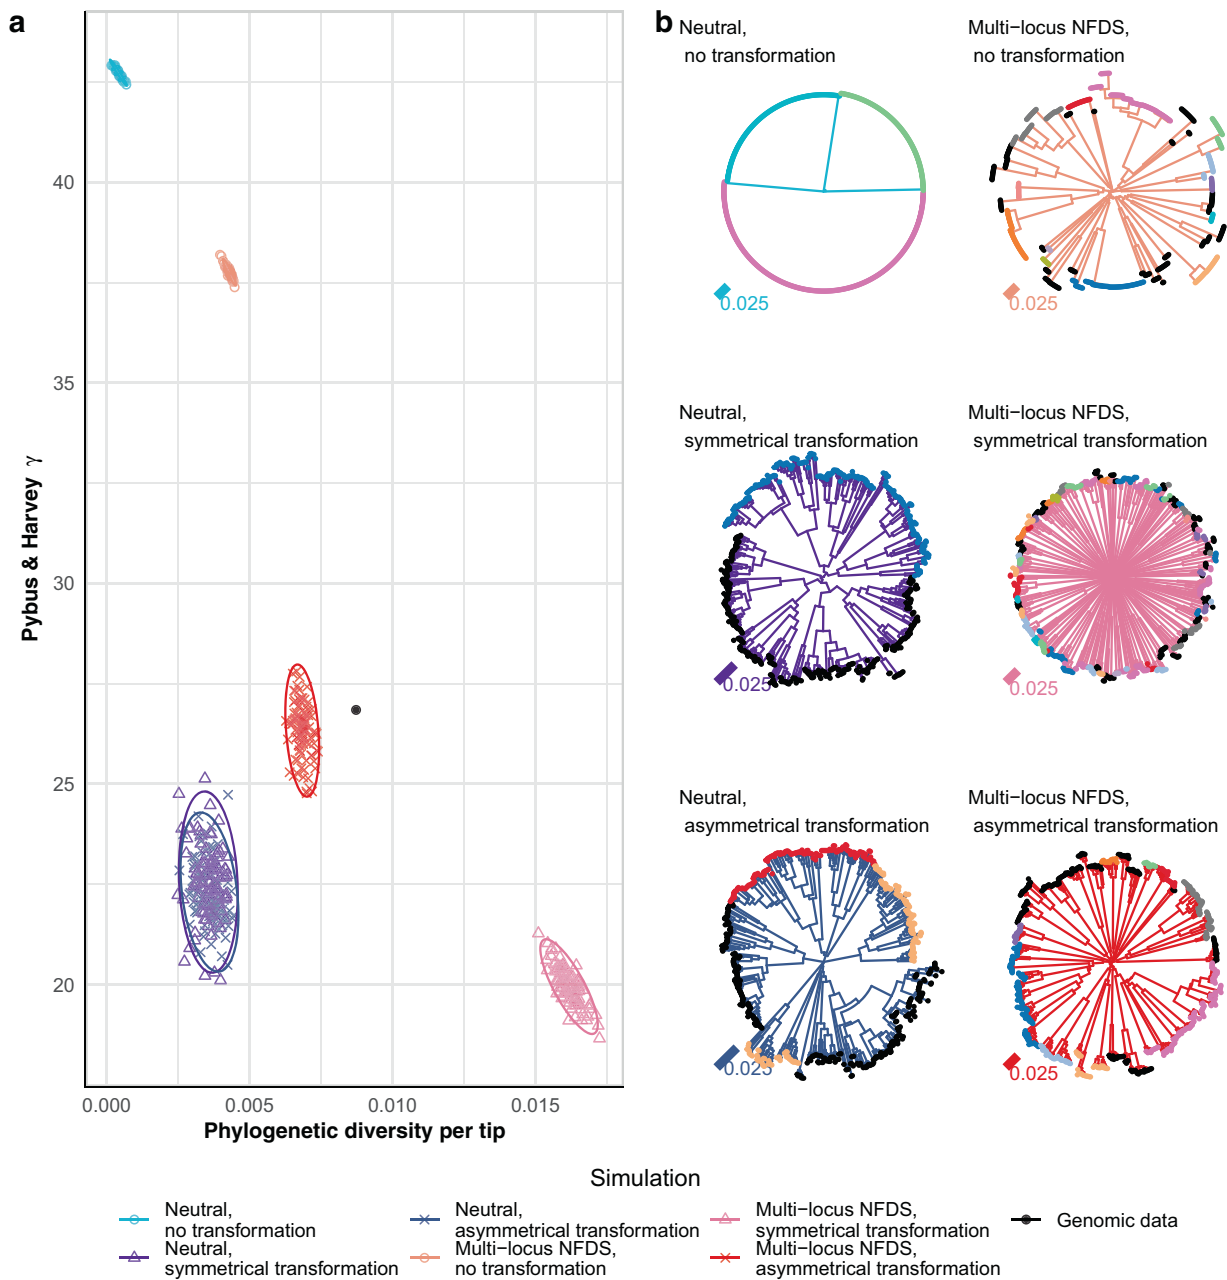 a
40
35
30
25
20
Pybus & Harvey γ
0.000
0.005
0.010
0.015
Phylogenetic diversity per tip
b
Neutral,
no transformation
0.025
Multi−locus NFDS,
no transformation
0.025
Neutral,
symmetrical transformation
0.025
Multi−locus NFDS,
symmetrical transformation
0.025
Neutral,
asymmetrical transformation
0.025
Multi−locus NFDS,
asymmetrical transformation
0.025
Simulation
Neutral,
no transformation
Neutral,
symmetrical transformation
Neutral,
asymmetrical transformation
Multi−locus NFDS,
no transformation
Multi−locus NFDS,
symmetrical transformation
Multi−locus NFDS,
asymmetrical transformation
Genomic data